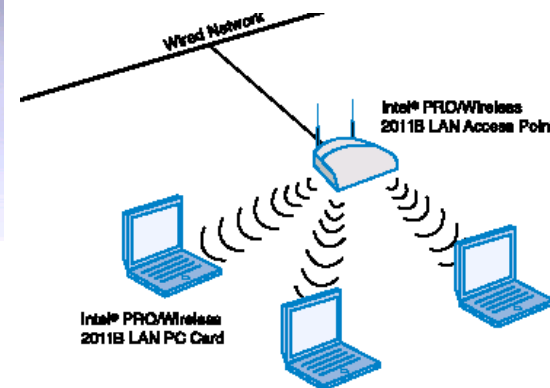 Wired Network
Intel® PRO/Wireless
2011B LAN Access Poin
Intel® PRO/Wireless
2011B LAN PC Card